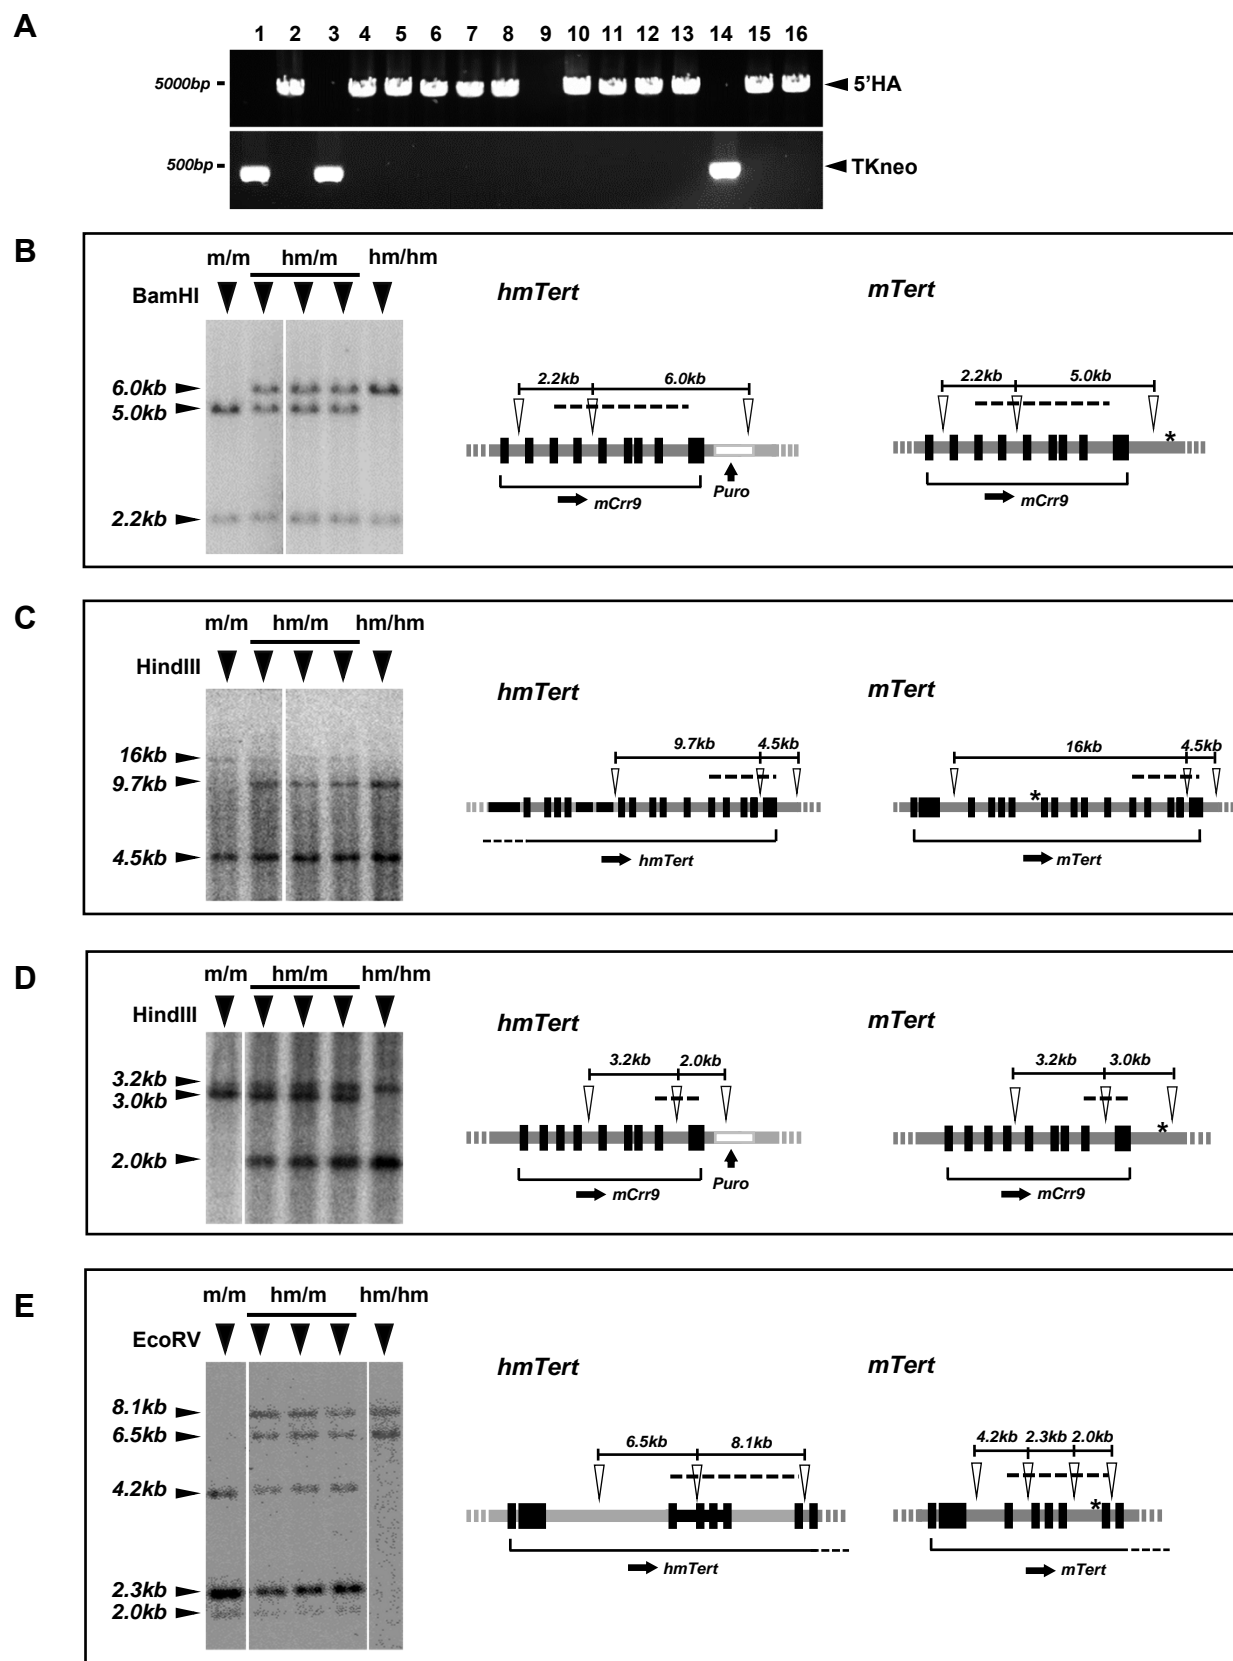 A
1 2 3 4 5 6 7 8 9 10 11 12 13 14 15 16
5000bp
5'HA
500bp
TKneo
B
m/m hm/m hm/hm
BamHI
6.0kb
5.0kb
2.2kb
hmTert
2.2kb 6.0kb
mCrr9
Puro
mTert
2.2kb 5.0kb
*
mCrr9
C
m/m hm/m hm/hm
HindIII
16kb
9.7kb
4.5kb
hmTert
9.7kb 4.5kb
hmTert
mTert
16kb 4.5kb
*
mTert
D
m/m hm/m hm/hm
HindIII
3.2kb
3.0kb
2.0kb
hmTert
3.2kb 2.0kb
mCrr9
Puro
mTert
3.2kb 3.0kb
*
mCrr9
E
m/m hm/m hm/hm
EcoRV
8.1kb
6.5kb
4.2kb
2.3kb
2.0kb
hmTert
6.5kb 8.1kb
hmTert
mTert
4.2kb 2.3kb 2.0kb
*
mTert